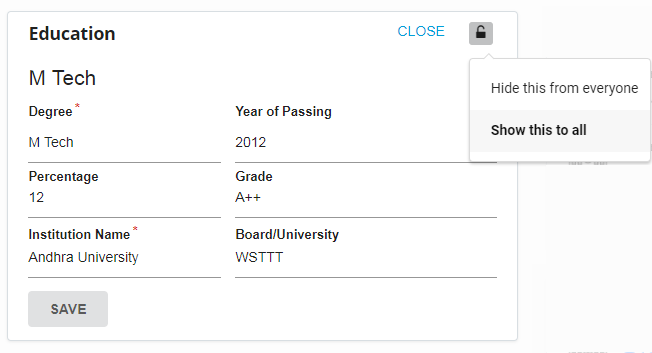 Education CLOSE
Hide this from everyone
Show this to all
M Tech
Degree* Year of Passing
M Tech 2012
Percentage Grade
12 A++
Institution Name* Board/University
Andhra University WSTTT
SAVE